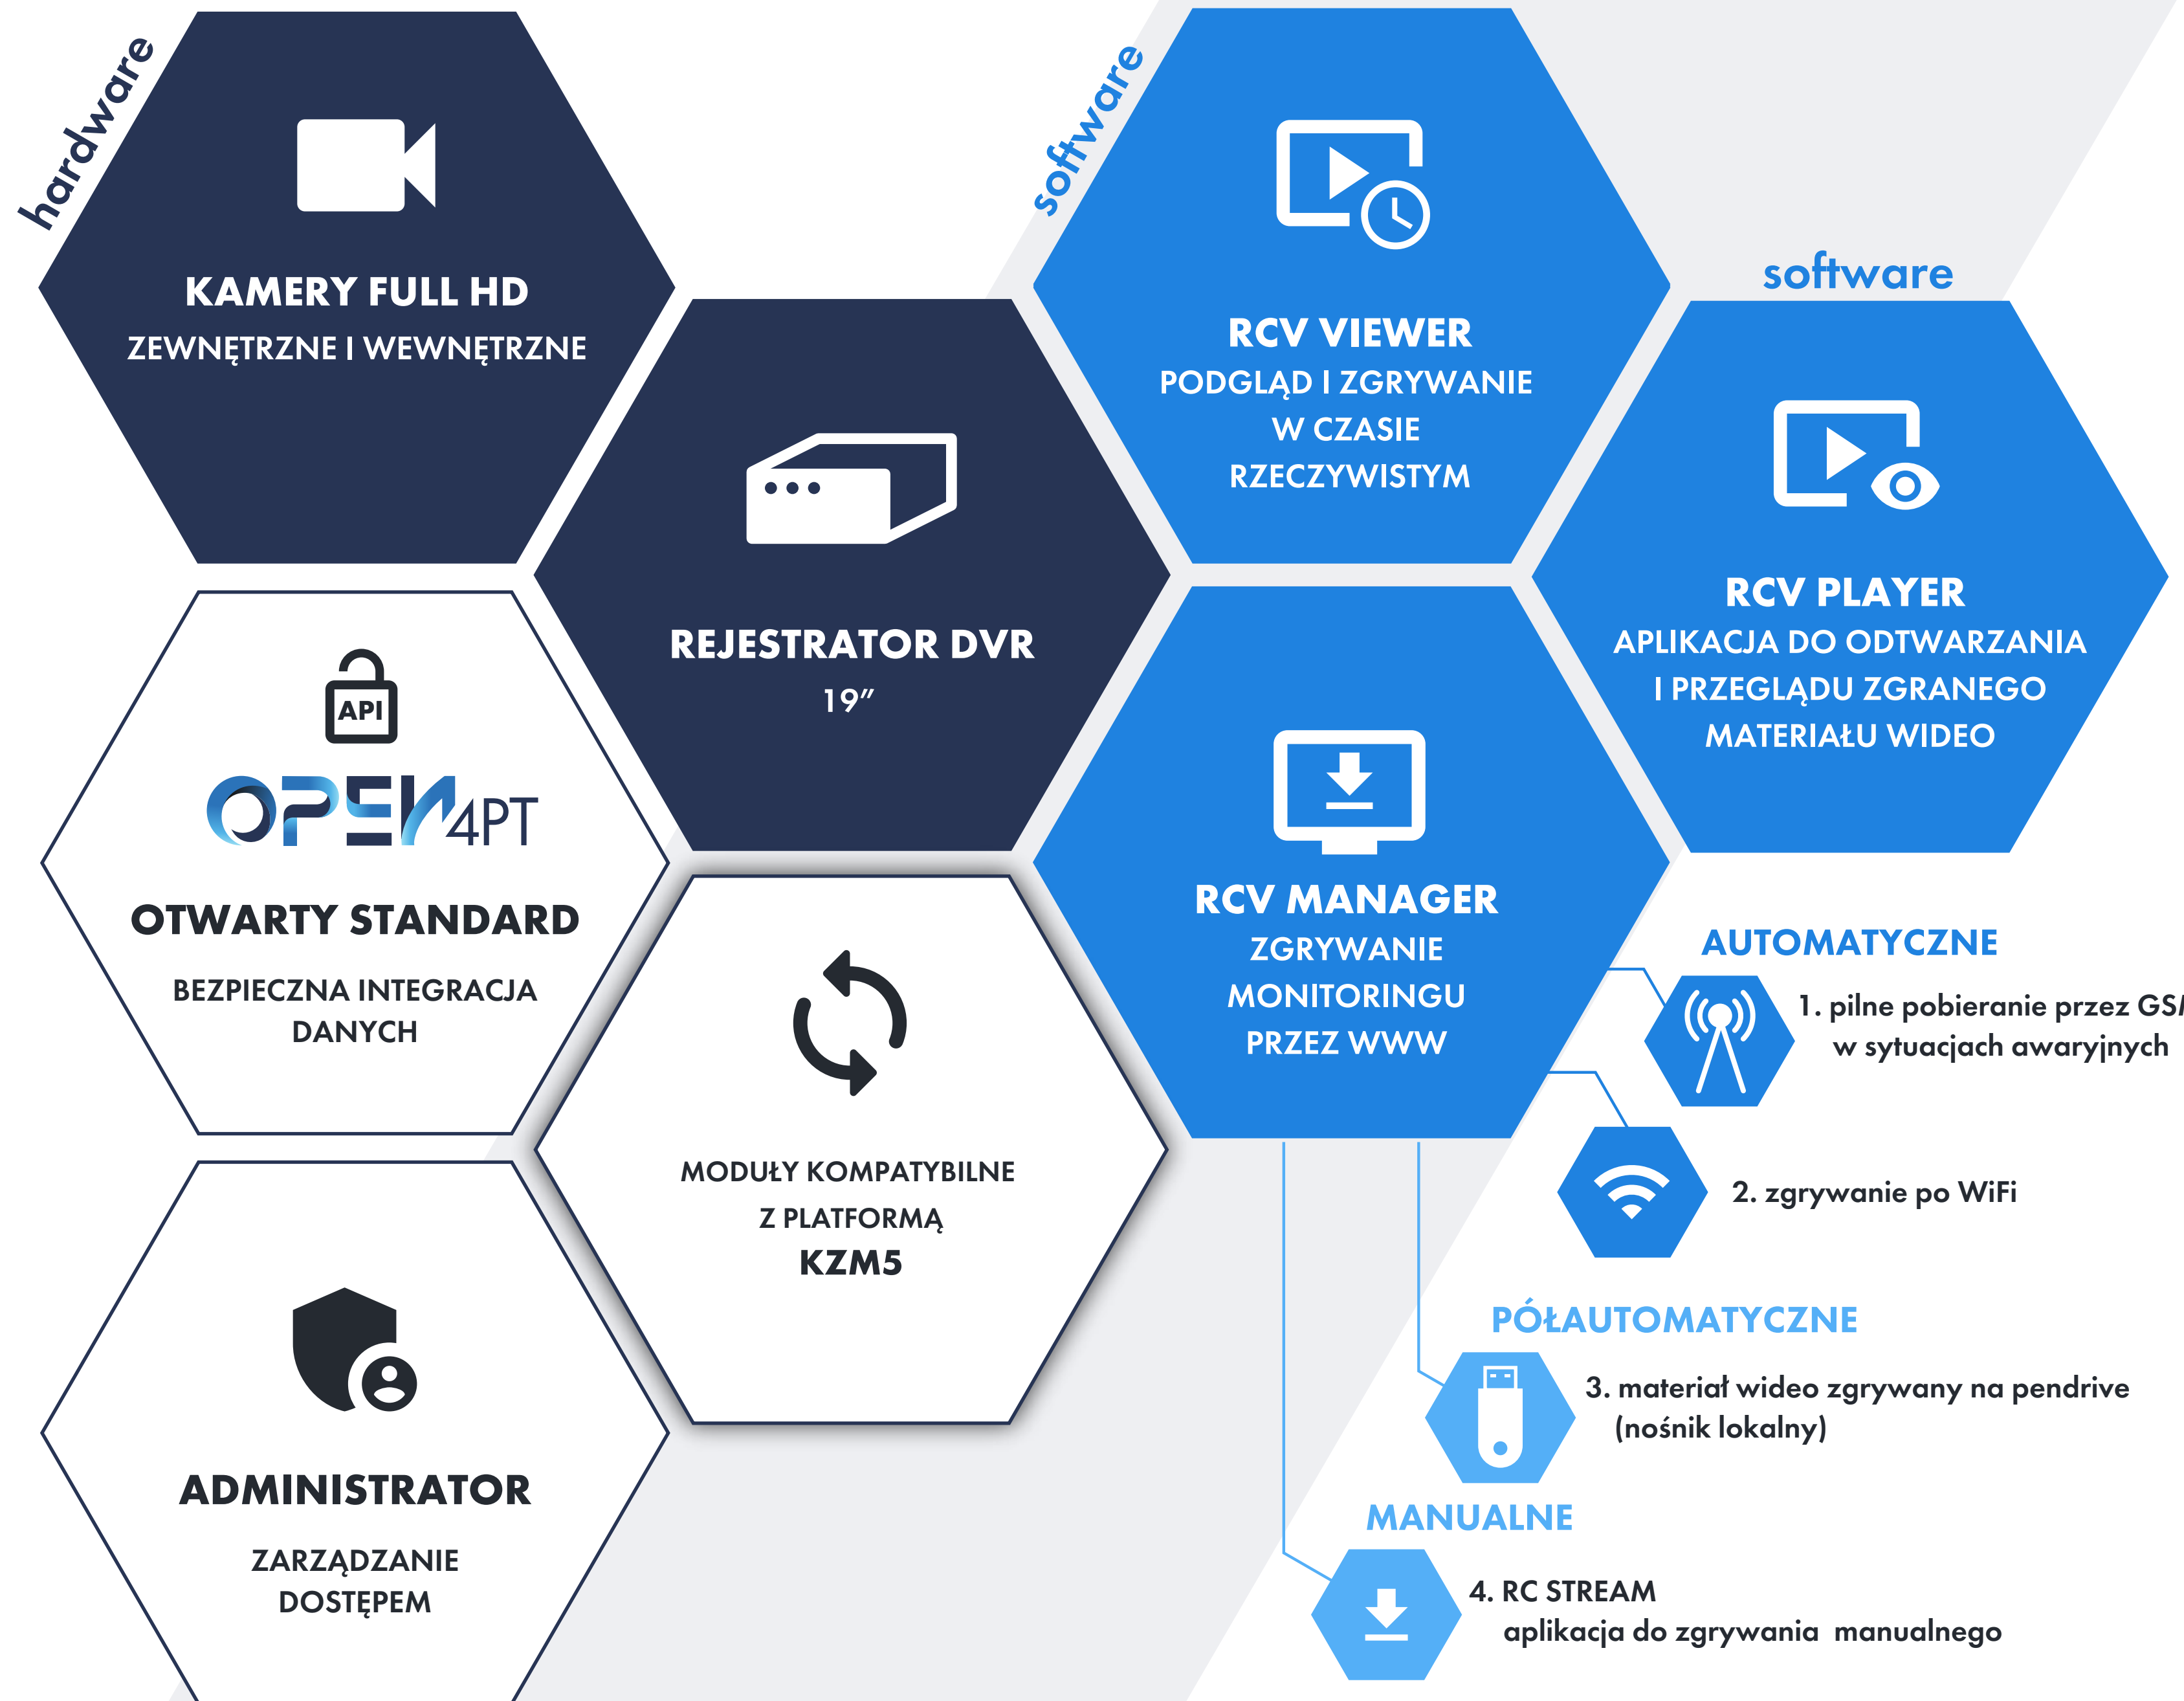 hardware
KAMERY FULL HD
ZEWNĘTRZNE I WEWNĘTRZNE
REJESTRATOR DVR
19”
API
OPEN4PT
OTWARTY STANDARD
BEZPIECZNA INTEGRACJA
DANYCH
MODUŁY KOMPATYBILNE
Z PLATFORMĄ
KZM5
ADMINISTRATOR
ZARZĄDZANIE
DOSTĘPEM
software
RCV VIEWER
PODGLĄD I ZGRYWANIE
W CZASIE
RZECZYWISTYM
software
RCV PLAYER
APLIKACJA DO ODTWARZANIA
I PRZEGLĄDU ZGRANEGO
MATERIAŁU WIDEO
RCV MANAGER
ZGRYWANIE
MONITORINGU
PRZEZ WWW
AUTOMATYCZNE
1. pilne pobieranie przez GSM
w sytuacjach awaryjnych
2. zgrywanie po WiFi
PÓŁAUTOMATYCZNE
3. materiał wideo zgrywany na pendrive
(nośnik lokalny)
MANUALNE
4. RC STREAM
aplikacja do zgrywania manualnego